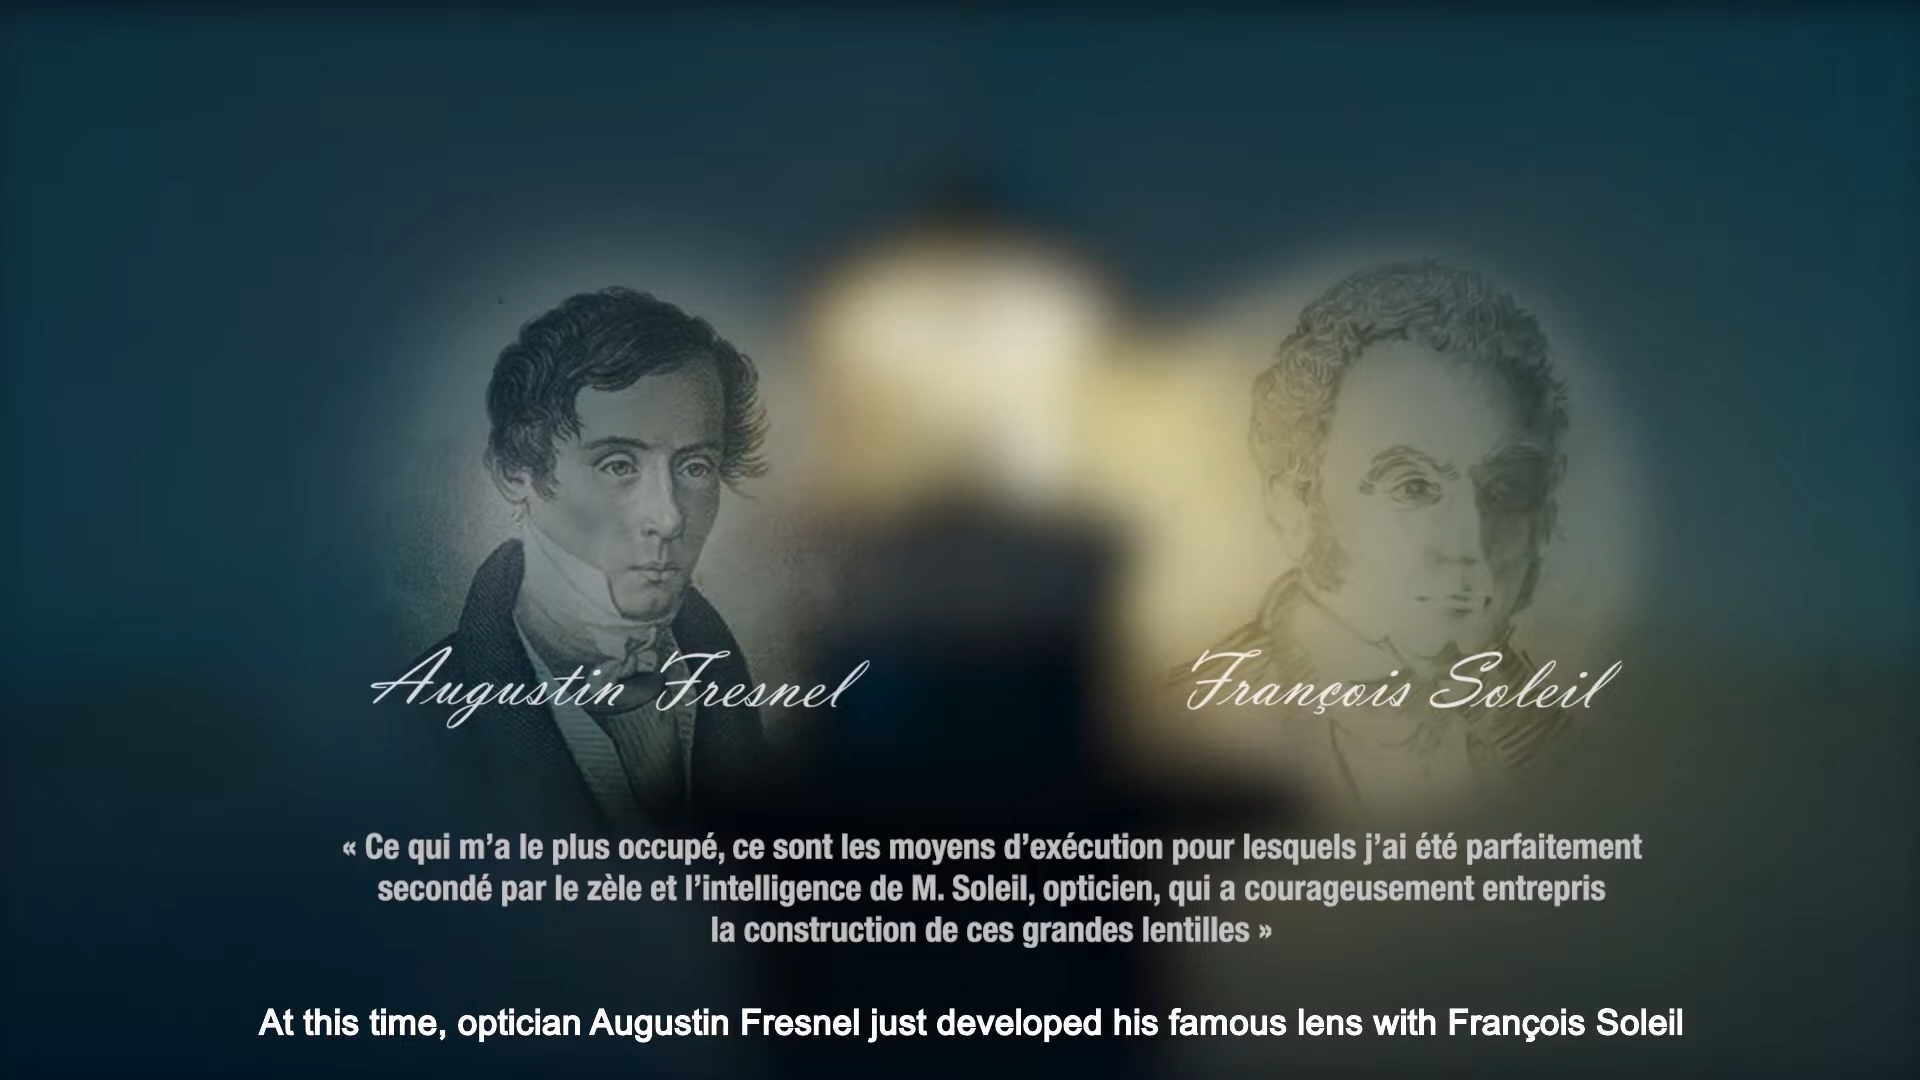 Augustin Fresnel
François Soleil
« Ce qui m’a le plus occupé, ce sont les moyens d’exécution pour lesquels j’ai été parfaitement
secondé par le zèle et l’intelligence de M. Soleil, opticien, qui a courageusement entrepris
la construction de ces grandes lentilles »
At this time, optician Augustin Fresnel just developed his famous lens with François Soleil